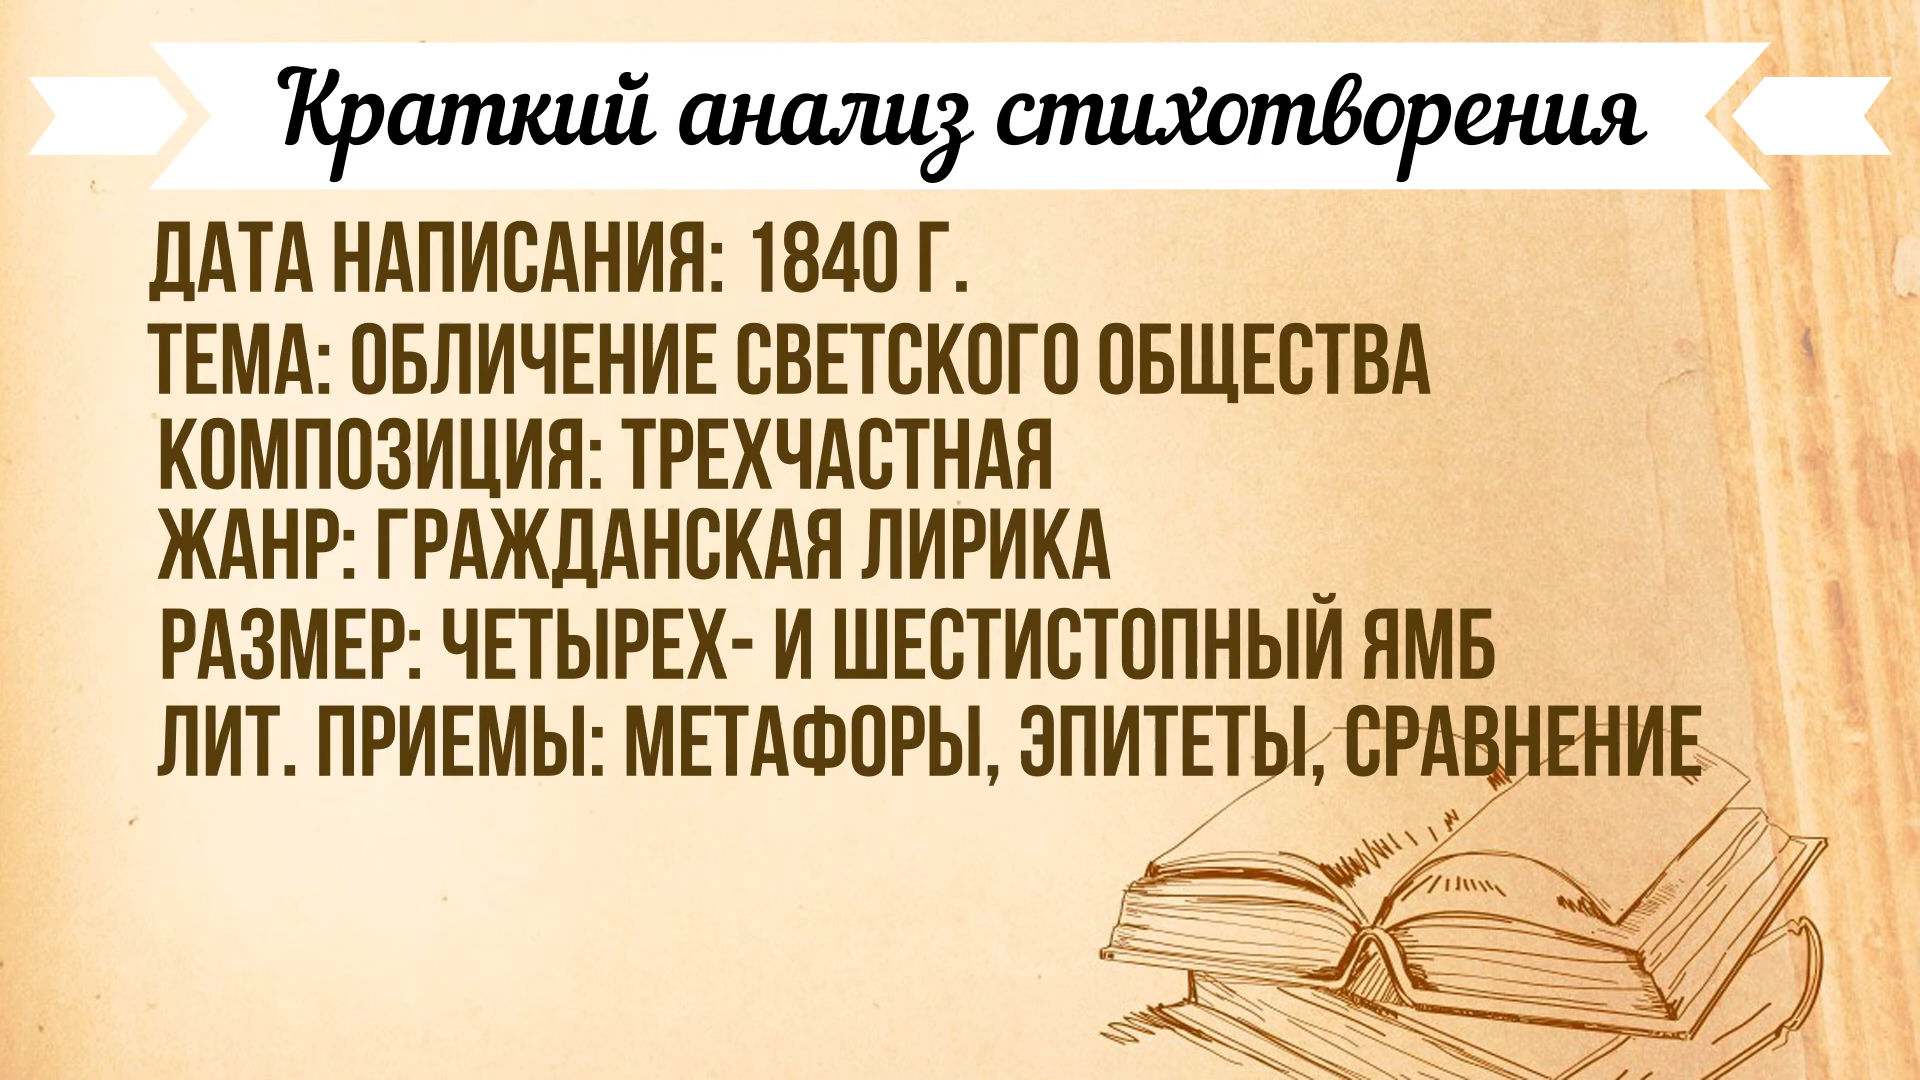 Краткий анализ стихотворения
ДАТА НАПИСАНИЯ: 1840 Г.
ТЕМА: ОБЛИЧЕНИЕ СВЕТСКОГО ОБЩЕСТВА
КОМПОЗИЦИЯ: ТРЕХЧАСТНАЯ
ЖАНР: ГРАЖДАНСКАЯ ЛИРИКА
РАЗМЕР: ЧЕТЫРЕХ- И ШЕСТИСТОПНЫЙ ЯМБ
ЛИТ. ПРИЕМЫ: МЕТАФОРЫ, ЭПИТЕТЫ, СРАВНЕНИЕ